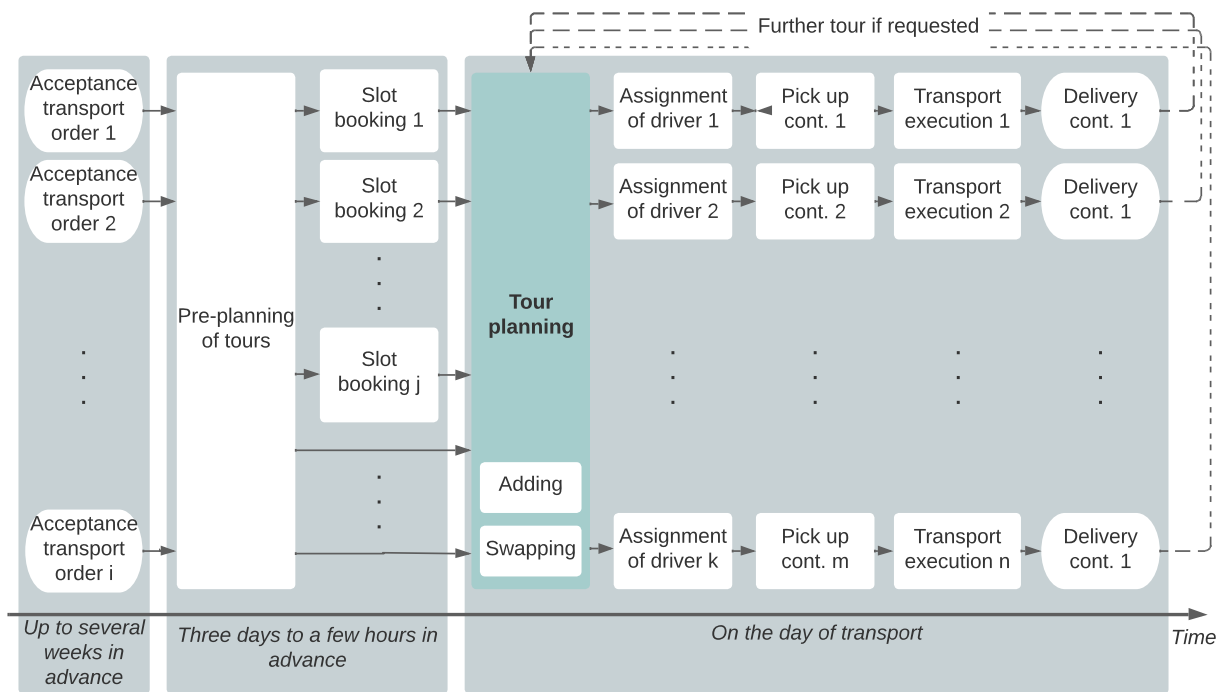 Further tour if requested
Acceptance
transport
order 1
Slot
booking 1
Assignment
of driver 1
Pick up
cont. 1
Transport
execution 1
Delivery
cont. 1
Acceptance
transport
order 2
Slot
booking 2
Assignment
of driver 2
Pick up
cont. 2
Transport
execution 2
Delivery
cont. 1
Pre-planning
of tours
Tour
planning
Slot
booking j
Adding
Swapping
Acceptance
transport
order i
Assignment
of driver k
Pick up
cont. m
Transport
execution n
Delivery
cont. 1
Up to several
weeks in
advance
Three days to a few hours in
advance
On the day of transport
Time